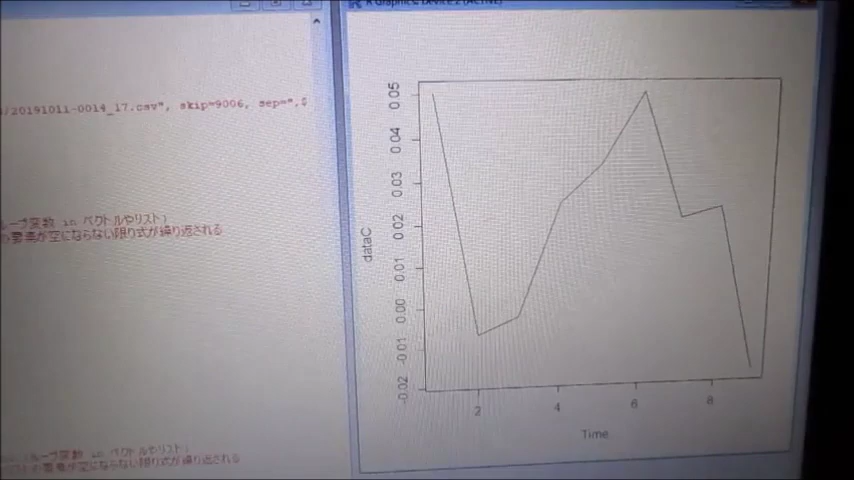 R Graphics: Device 2 (ACTIVE)
/20191011-0014_17.csv", skip=9006, sep=",$
ループ変数 in ベクトルやリスト)
の要素が空にならない限り式が繰り返される
(ループ変数 in ベクトルやリスト)
の要素が空にならない限り式が繰り返される
dataC
0.05
0.04
0.03
0.02
0.01
0.00
-0.01
-0.02
2 4 6 8
Time